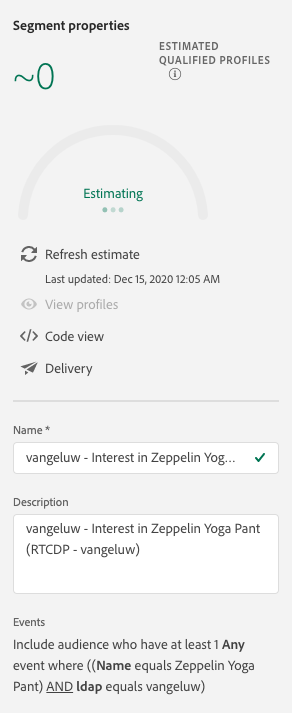 Segment properties
~0
ESTIMATED
QUALIFIED PROFILES
Estimating
Refresh estimate
Last updated: Dec 15, 2020 12:05 AM
View profiles
Code view
Delivery
Name *
vangeluw - Interest in Zeppelin Yog...
Description
vangeluw - Interest in Zeppelin Yoga Pant
(RTCDP - vangeluw)
Events
Include audience who have at least 1 Any
event where ((Name equals Zeppelin Yoga
Pant) AND ldap equals vangeluw)